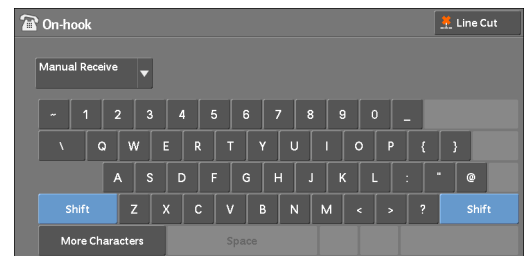 On-hook
Line Cut
Manual Receive
~ 1 2 3 4 5 6 7 8 9 0 _
\ Q W E R T Y U I O P { }
A S D F G H J K L : " @
Shift Z X C V B N M < > ? Shift
More Characters Space